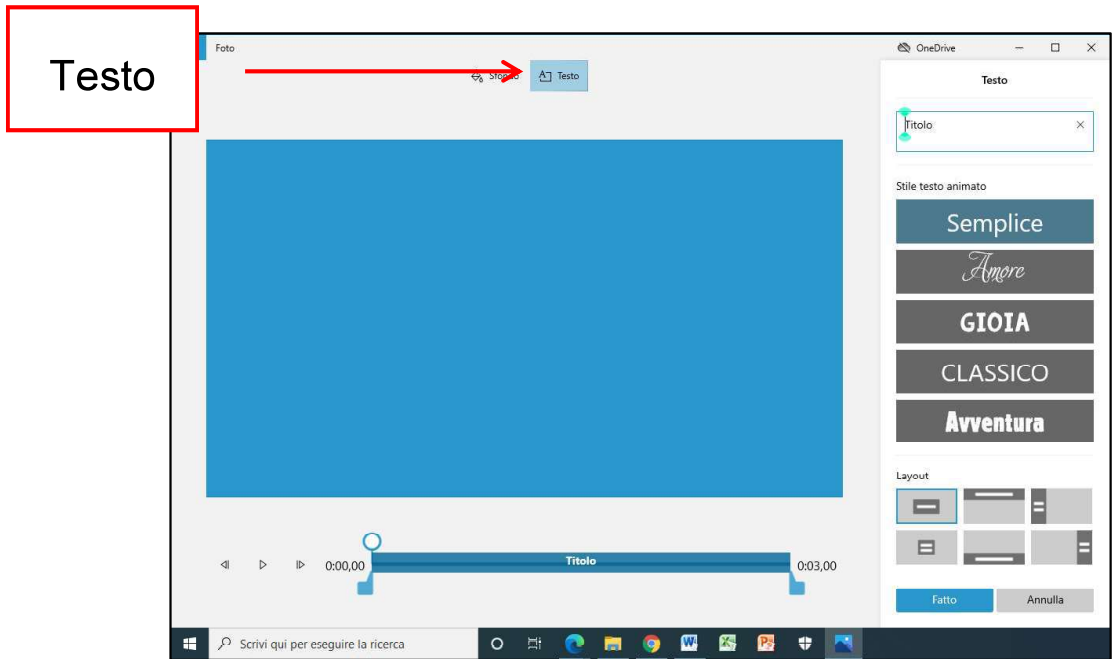 Testo
Foto
OneDrive
Sfondo
Testo
Testo
Titolo
Stile testo animato
Semplice
Amore
GIOIA
CLASSICO
Avventura
Layout
0:00,00
Titolo
0:03,00
Fatto
Annulla
Scrivi qui per eseguire la ricerca